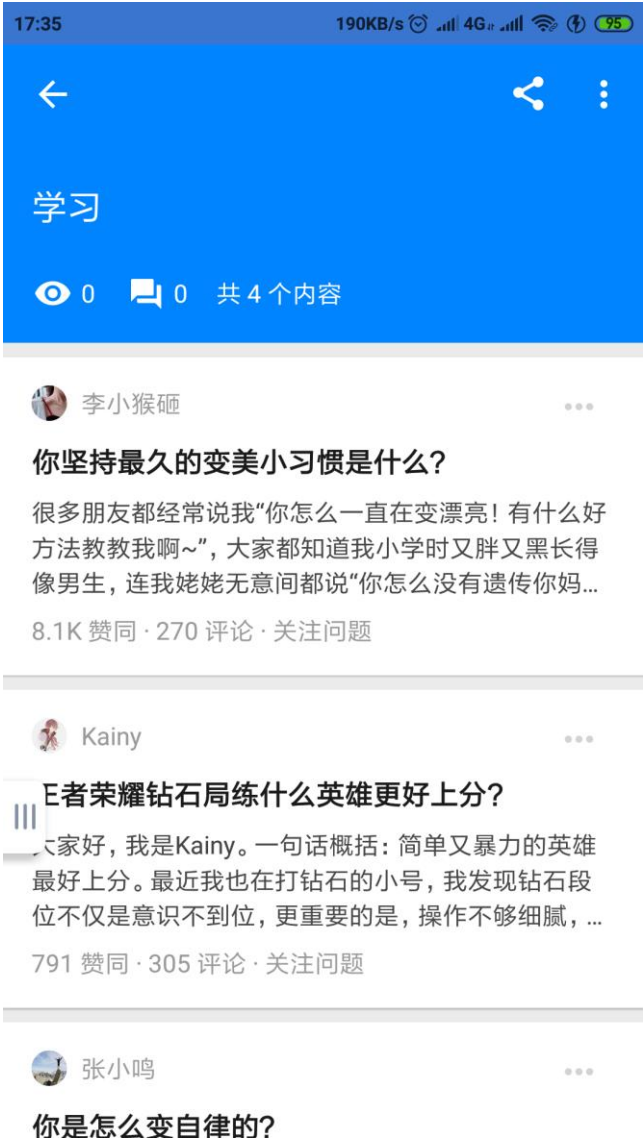 17:35 190KB/s 4G 95
学习
0 0 共 4 个内容
李小猴砸
你坚持最久的变美小习惯是什么？
很多朋友都经常说我“你怎么一直在变漂亮！有什么好
方法教教我啊~”，大家都知道我小学时又胖又黑长得
像男生，连我姥姥无意间都说“你怎么没有遗传你妈...
8.1K 赞同 · 270 评论 · 关注问题
Kainy
王者荣耀钻石局练什么英雄更好上分？
大家好，我是Kainy。一句话概括：简单又暴力的英雄
最好上分。最近我也在打钻石的小号，我发现钻石段
位不仅是意识不到位，更重要的是，操作不够细腻，...
791 赞同 · 305 评论 · 关注问题
张小鸣
你是怎么变自律的？